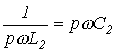 1/(pωL₂) = pωC₂